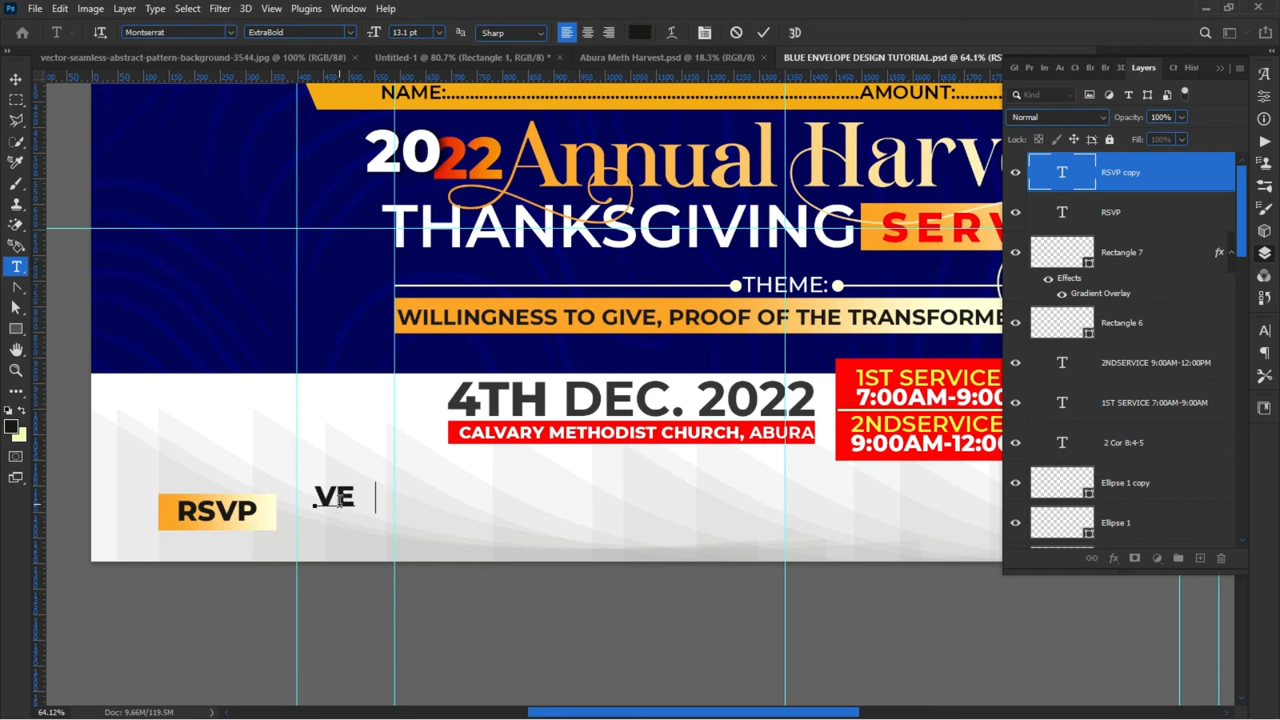 Ps File Edit Image Layer Type Select Filter 3D View Plugins Window Help
Montserrat ExtraBold 13.1 pt Sharp 3D
vector-seamless-abstract-pattern-background-3544.jpg @ 100% (RGB/88) Untitled-1 @ 80.7% (Rectangle 1, RGB/8) * Abura Meth Harvest.psd @ 18.3% (RGB/8) BLUE ENVELOPE DESIGN TUTORIAL.psd @ 64.1% (RS
Layers
Kind
Normal Opacity: 100%
Lock: Fill: 100%
RSVP copy
RSVP
Rectangle 7 fx
Effects
Gradient Overlay
Rectangle 6
2NDSERVICE 9:00AM-12:00PM
1ST SERVICE 7:00AM-9:00AM
2 Cor 8:4-5
Ellipse 1 copy
Ellipse 1
NAME:............AMOUNT:..........
2022 Annual Harv
THANKSGIVING SERV
THEME:
WILLINGNESS TO GIVE, PROOF OF THE TRANSFORME
4TH DEC. 2022
CALVARY METHODIST CHURCH, ABURA
1ST SERVICE
7:00AM-9:00
2NDSERVICE
9:00AM-12:00
RSVP
VE
64.12% Doc: 9.66M/119.5M